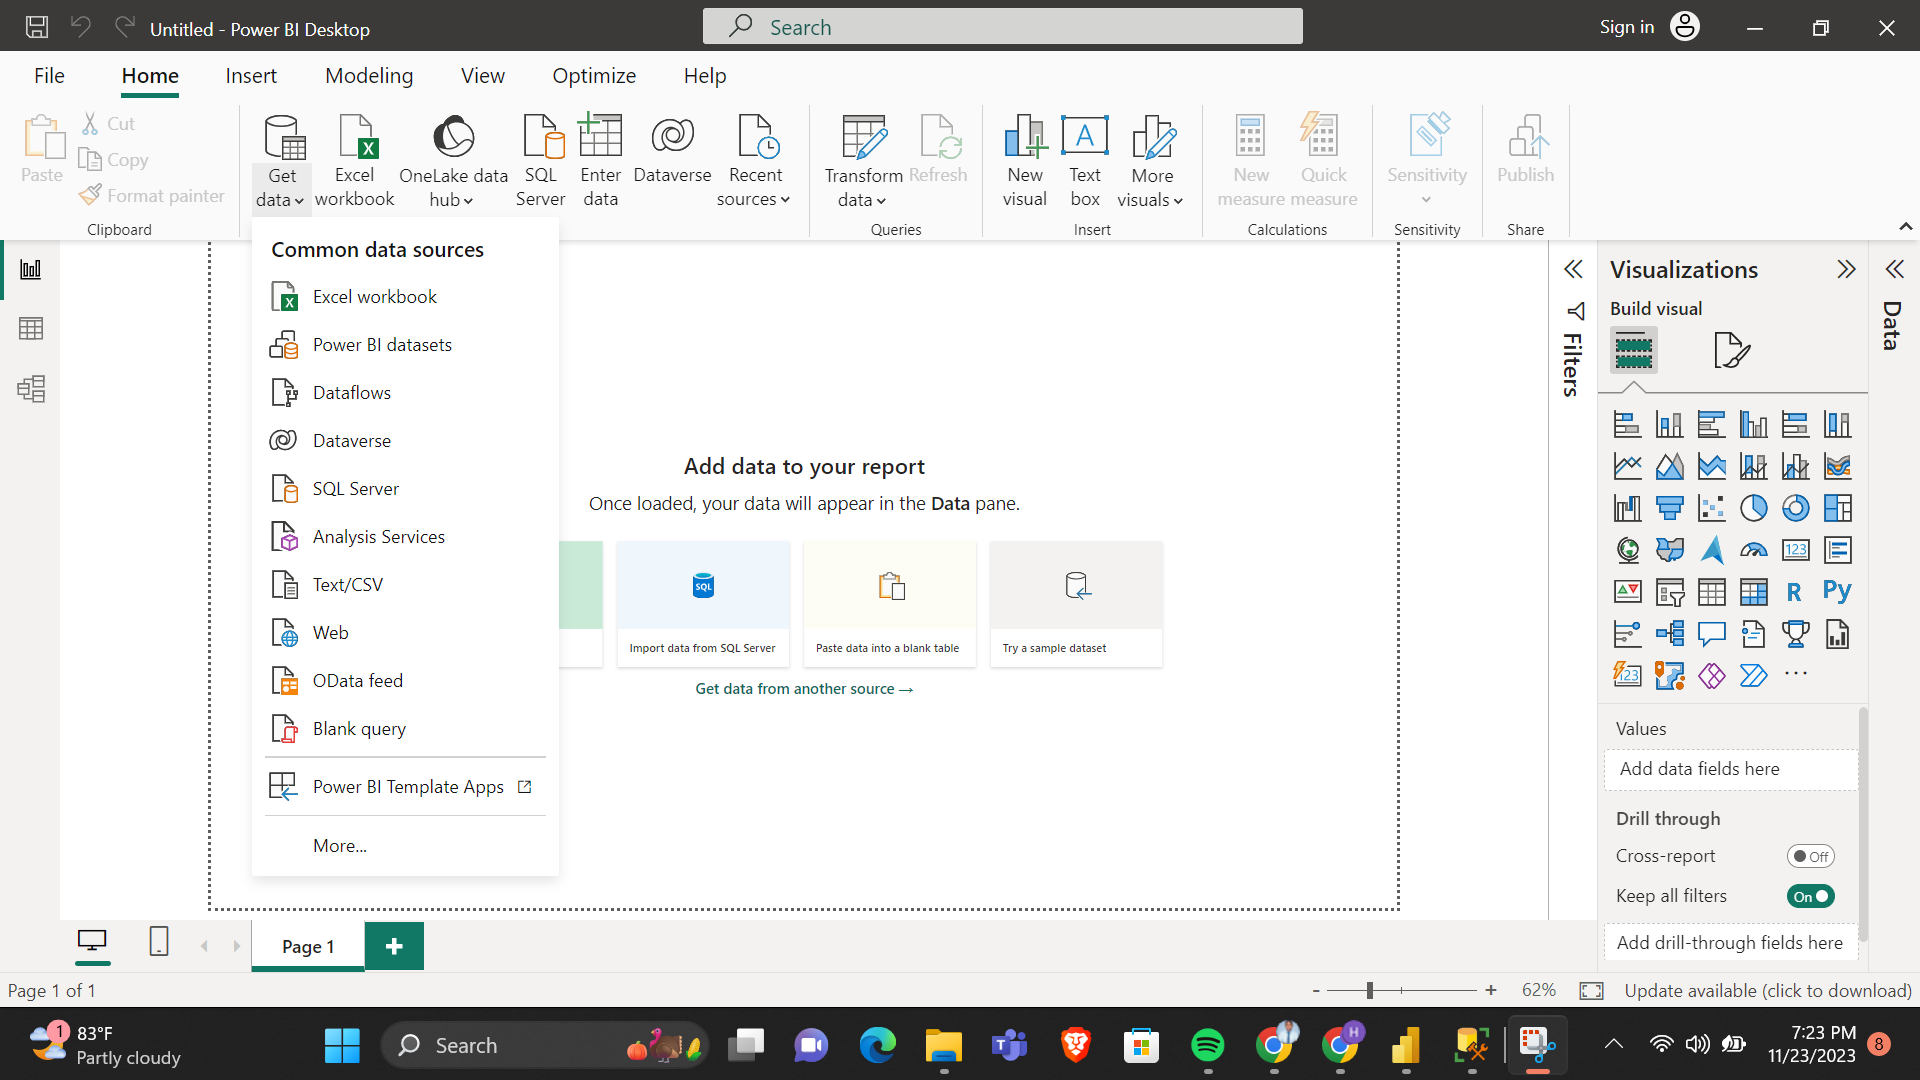 Untitled - Power BI Desktop
Search
Sign in
File
Home
Insert
Modeling
View
Optimize
Help
Paste
Cut
Copy
Format painter
Clipboard
Get data
Excel workbook
OneLake data hub
SQL Server
Enter data
Dataverse
Recent sources
Transform data
Refresh
Queries
New visual
Text box
More visuals
Insert
New measure
Quick measure
Calculations
Sensitivity
Sensitivity
Publish
Share
Common data sources
Excel workbook
Power BI datasets
Dataflows
Dataverse
SQL Server
Analysis Services
Text/CSV
Web
OData feed
Blank query
Power BI Template Apps
More...
Add data to your report
Once loaded, your data will appear in the Data pane.
SQL
Import data from SQL Server
Paste data into a blank table
Try a sample dataset
Get data from another source →
Filters
Visualizations
Build visual
123
R
Py
123
...
Values
Add data fields here
Drill through
Cross-report
Off
Keep all filters
On
Add drill-through fields here
Data
Page 1
+
Page 1 of 1
- + 62%
Update available (click to download)
1
83°F
Partly cloudy
Search
H
7:23 PM
11/23/2023
8